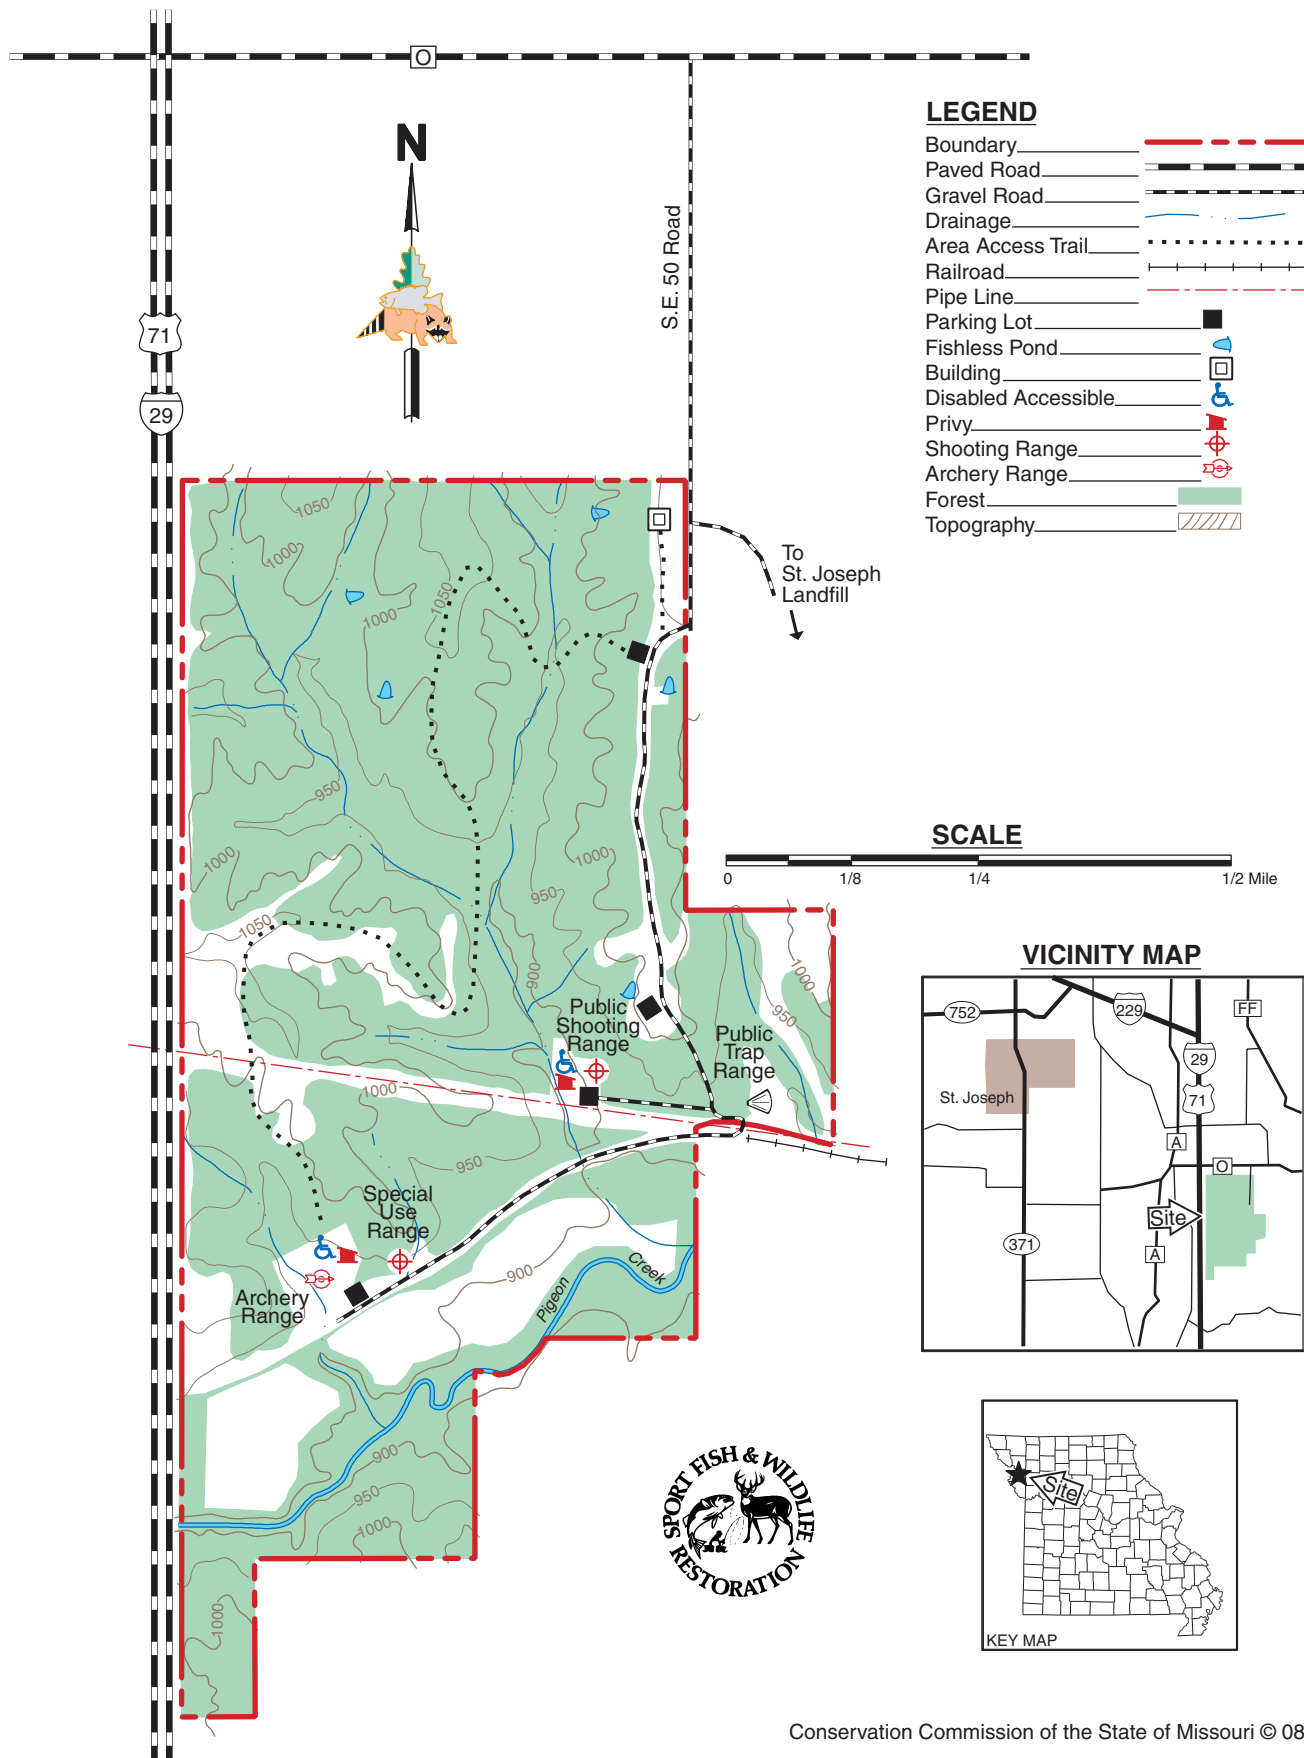 O
N
S.E. 50 Road
71
29
LEGEND
Boundary
Paved Road
Gravel Road
Drainage
Area Access Trail
Railroad
Pipe Line
Parking Lot
Fishless Pond
Building
Disabled Accessible
Privy
Shooting Range
Archery Range
Forest
Topography
To
St. Joseph
Landfill
1050
1000
1000
1050
950
1000
1000
950
1050
900
1000
950
1000
950
900
900
950
1000
1000
SCALE
0
1/8
1/4
1/2 Mile
Public
Shooting
Range
Public
Trap
Range
Special
Use
Range
Archery
Range
Pigeon
Creek
VICINITY MAP
752
229
FF
29
71
St. Joseph
A
O
Site
371
A
SPORT FISH & WILDLIFE
RESTORATION
Site
KEY MAP
Conservation Commission of the State of Missouri © 08